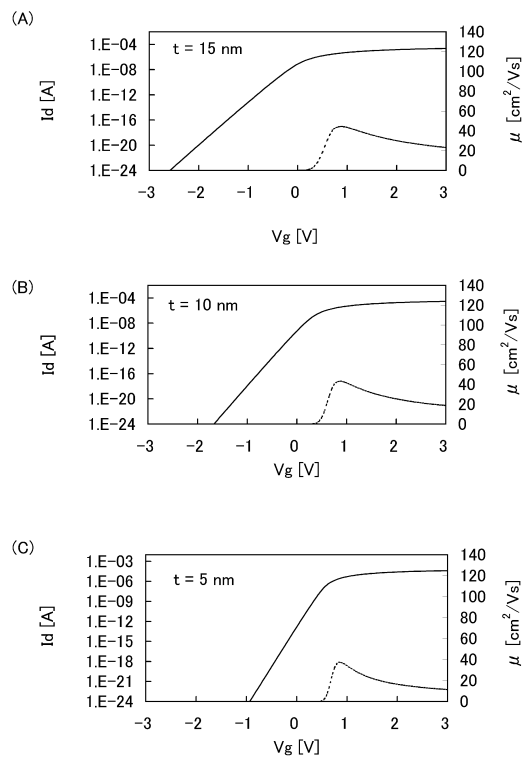 (A)
t = 15 nm
Id [A]
1.E-04
1.E-08
1.E-12
1.E-16
1.E-20
1.E-24
140
120
100
80
60
40
20
0
μ [cm²/Vs]
-3 -2 -1 0 1 2 3
Vg [V]
(B)
t = 10 nm
Id [A]
1.E-04
1.E-08
1.E-12
1.E-16
1.E-20
1.E-24
140
120
100
80
60
40
20
0
μ [cm²/Vs]
-3 -2 -1 0 1 2 3
Vg [V]
(C)
t = 5 nm
Id [A]
1.E-03
1.E-06
1.E-09
1.E-12
1.E-15
1.E-18
1.E-21
1.E-24
140
120
100
80
60
40
20
0
μ [cm²/Vs]
-3 -2 -1 0 1 2 3
Vg [V]